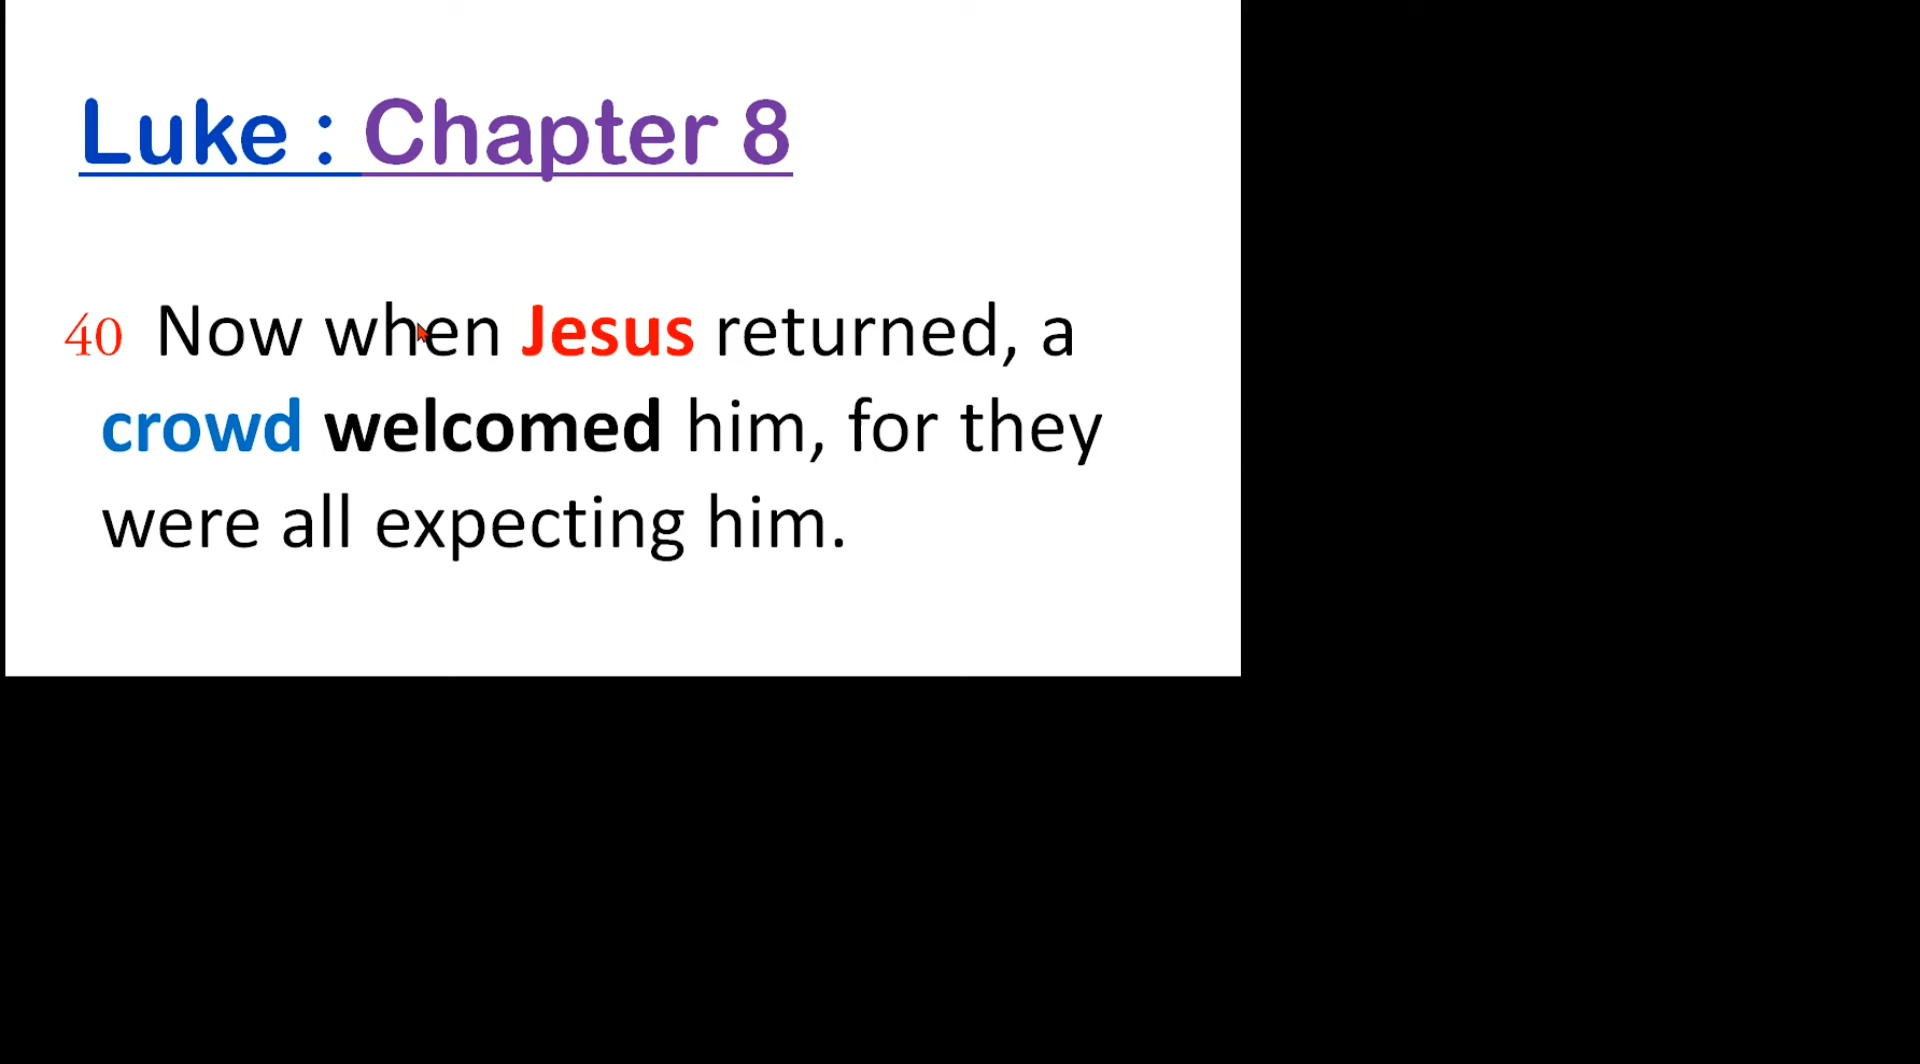 Luke : Chapter 8
40 Now when Jesus returned, a
crowd welcomed him, for they
were all expecting him.